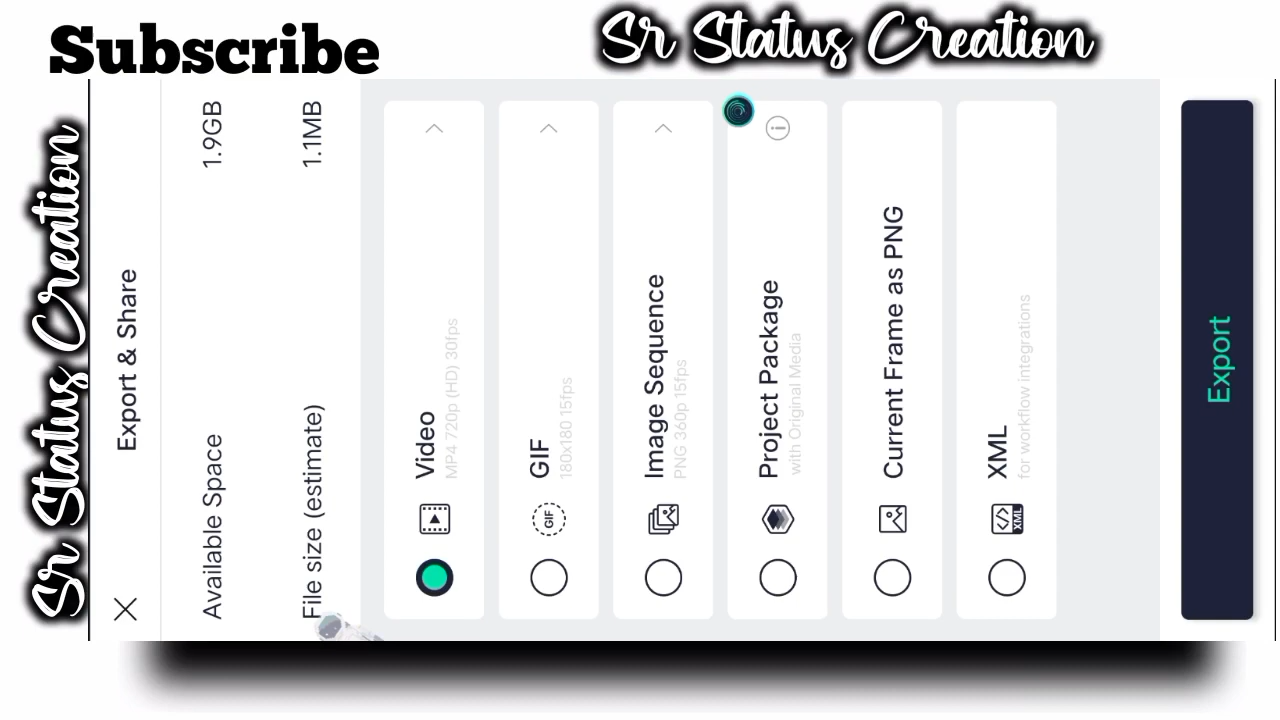 Subscribe
Sr Status Creation
Sr Status Creation
Export & Share
Available Space 1.9GB
File size (estimate) 1.1MB
Video
MP4 720p (HD) 30fps
GIF
GIF
180x180 15fps
Image Sequence
PNG 360p 15fps
Project Package
with Original Media
Current Frame as PNG
XML
XML
for workflow integrations
Export